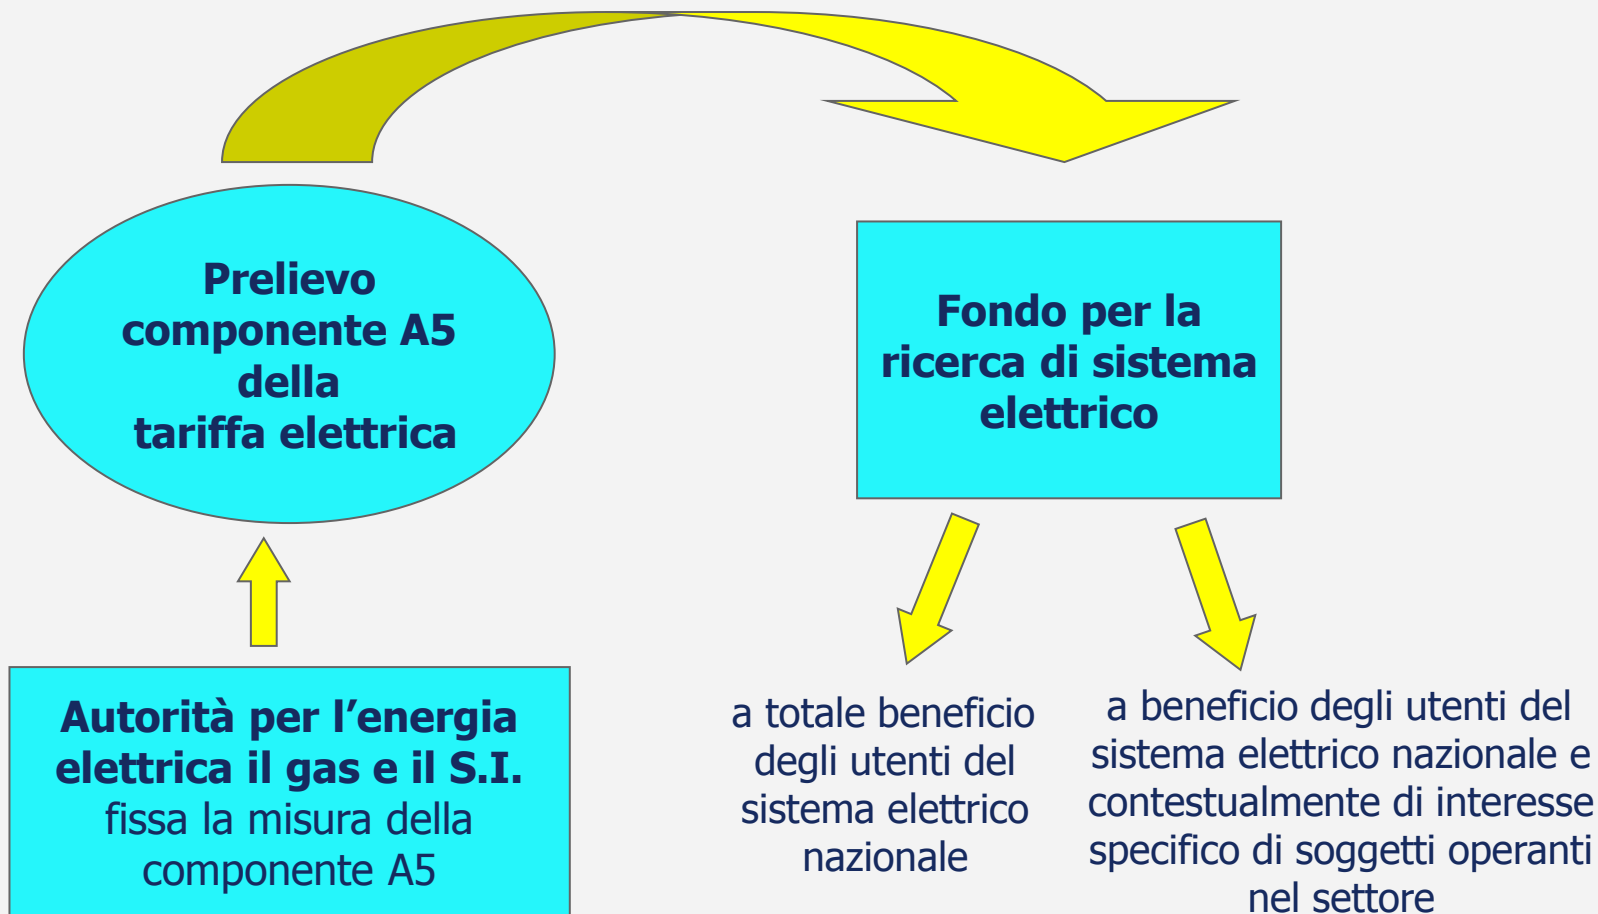 Prelievo
componente A5
della
tariffa elettrica
Fondo per la
ricerca di sistema
elettrico
Autorità per l’energia
elettrica il gas e il S.I.
fissa la misura della
componente A5
a totale beneficio
degli utenti del
sistema elettrico
nazionale
a beneficio degli utenti del
sistema elettrico nazionale e
contestualmente di interesse
specifico di soggetti operanti
nel settore